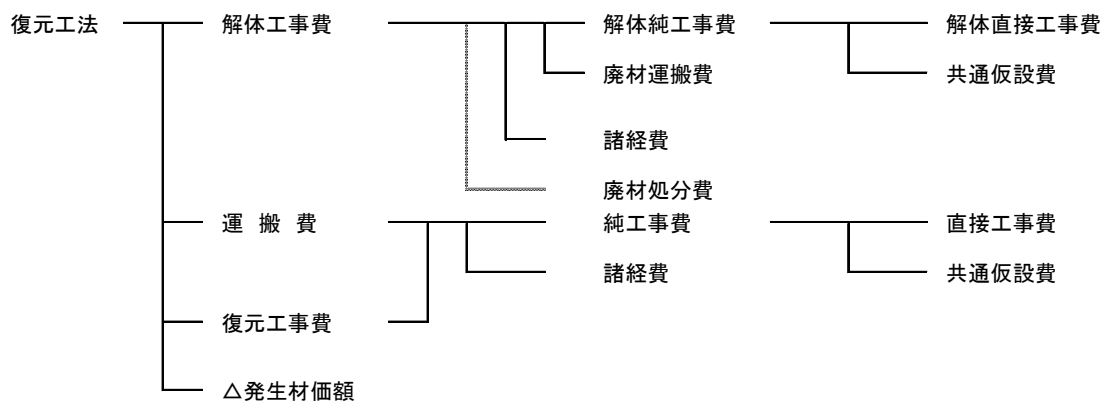 復元工法 解体工事費 解体純工事費 解体直接工事費
廃材運搬費 共通仮設費
諸経費
廃材処分費
運 搬 費 純工事費 直接工事費
諸経費 共通仮設費
復元工事費
△発生材価額